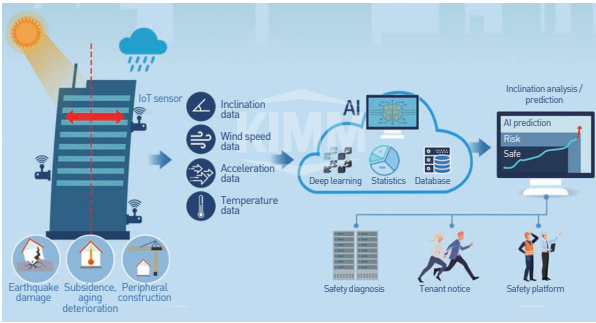 IoT sensor
Inclination
data
Wind speed
data
Acceleration
data
Temperature
data
KIMM
AI
Deep learning
Statistics
Database
Inclination analysis /
prediction
AI prediction
Risk
Safe
Earthquake
damage
Subsidence,
aging
deterioration
Peripheral
construction
Safety diagnosis
Tenant notice
Safety platform